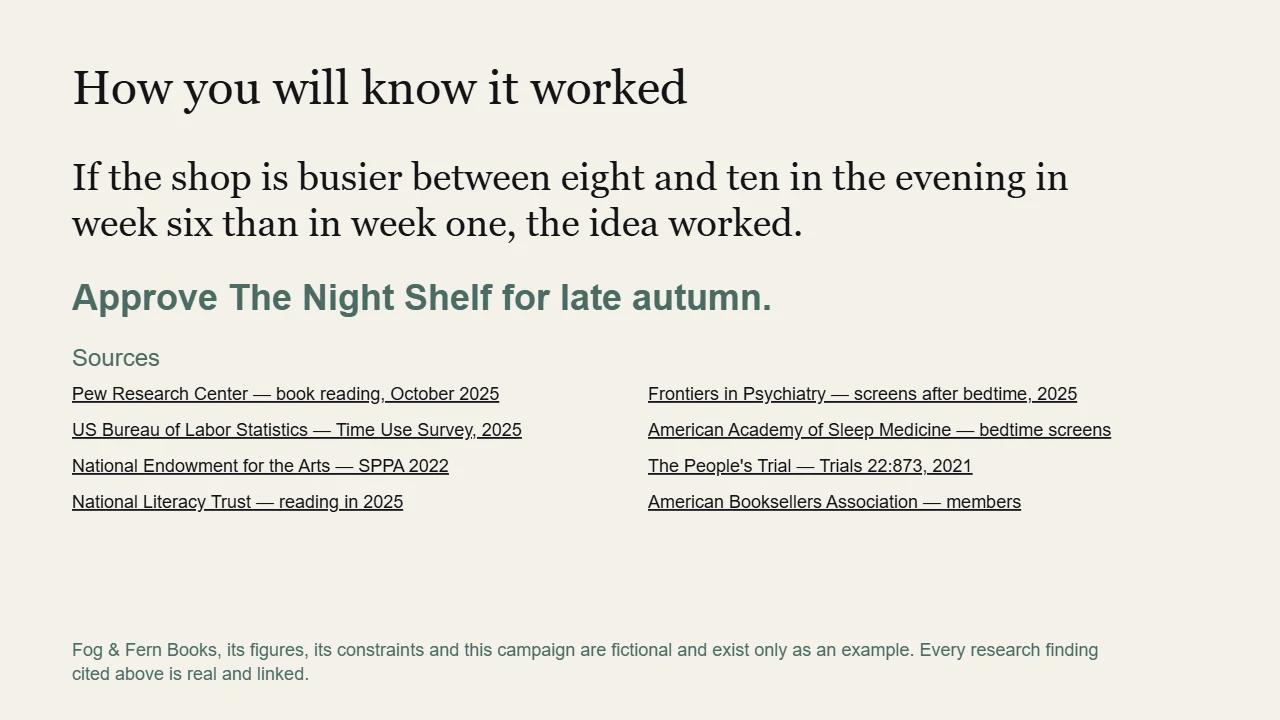 How you will know it worked
If the shop is busier between eight and ten in the evening in
week six than in week one, the idea worked.
Approve The Night Shelf for late autumn.
Sources
Pew Research Center — book reading, October 2025
US Bureau of Labor Statistics — Time Use Survey, 2025
National Endowment for the Arts — SPPA 2022
National Literacy Trust — reading in 2025
Frontiers in Psychiatry — screens after bedtime, 2025
American Academy of Sleep Medicine — bedtime screens
The People's Trial — Trials 22:873, 2021
American Booksellers Association — members
Fog & Fern Books, its figures, its constraints and this campaign are fictional and exist only as an example. Every research finding
cited above is real and linked.